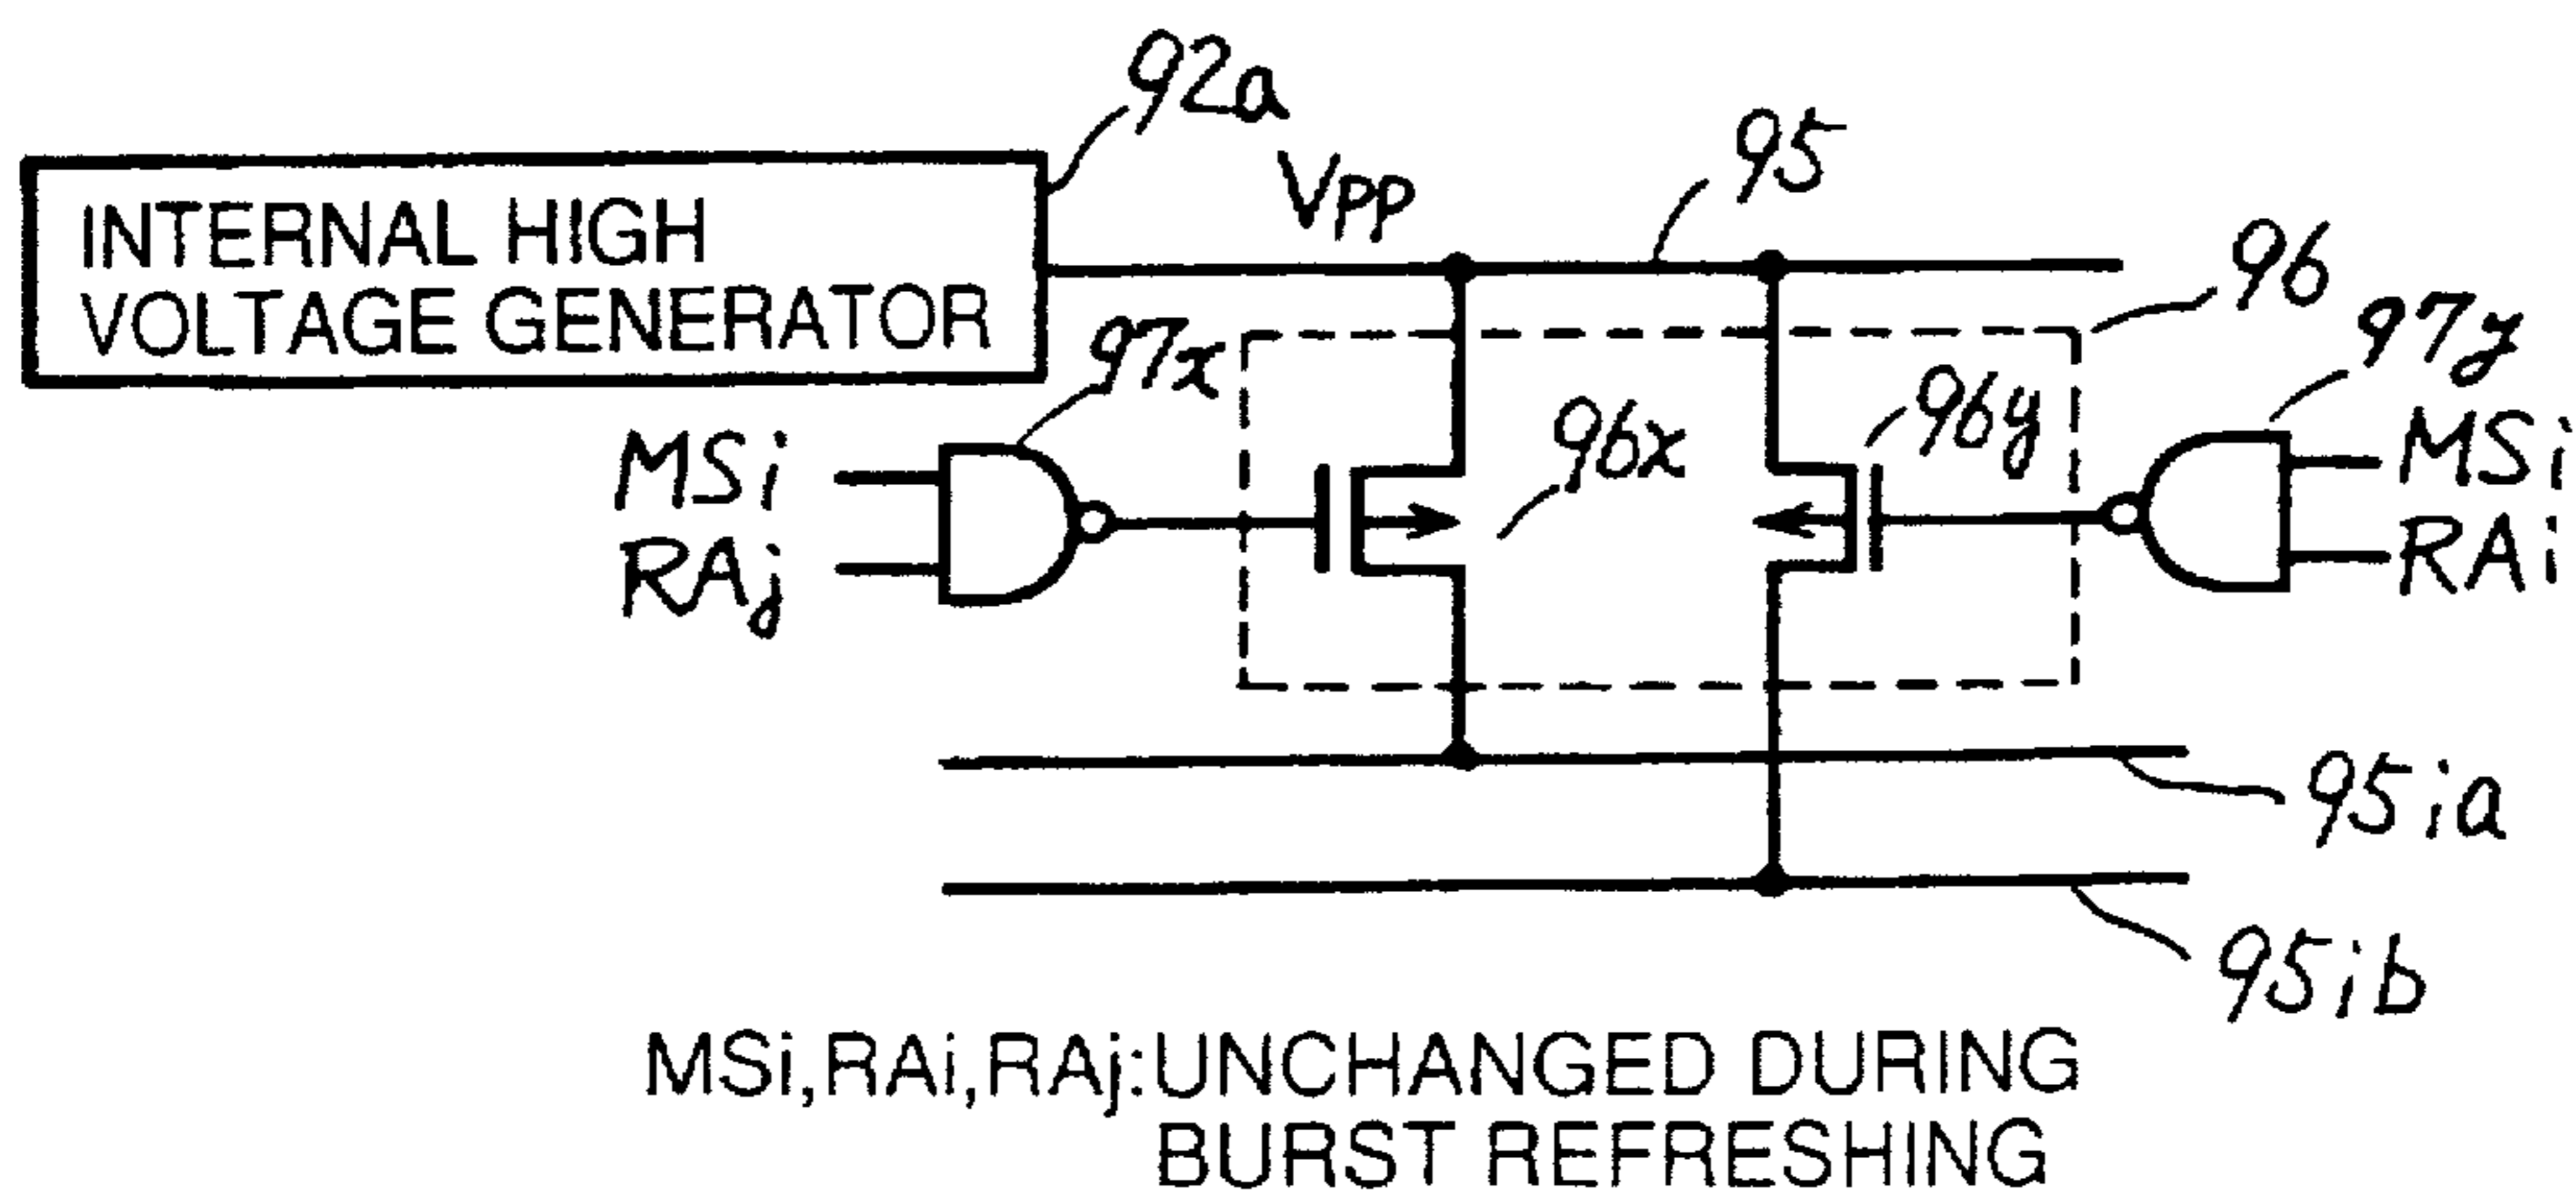 92a
INTERNAL HIGH
VOLTAGE GENERATOR
VPP
95
96
97x
96x
96y
97y
MSi
RAj
MSi
RAi
95ia
95ib
MSi,RAi,RAj:UNCHANGED DURING
BURST REFRESHING